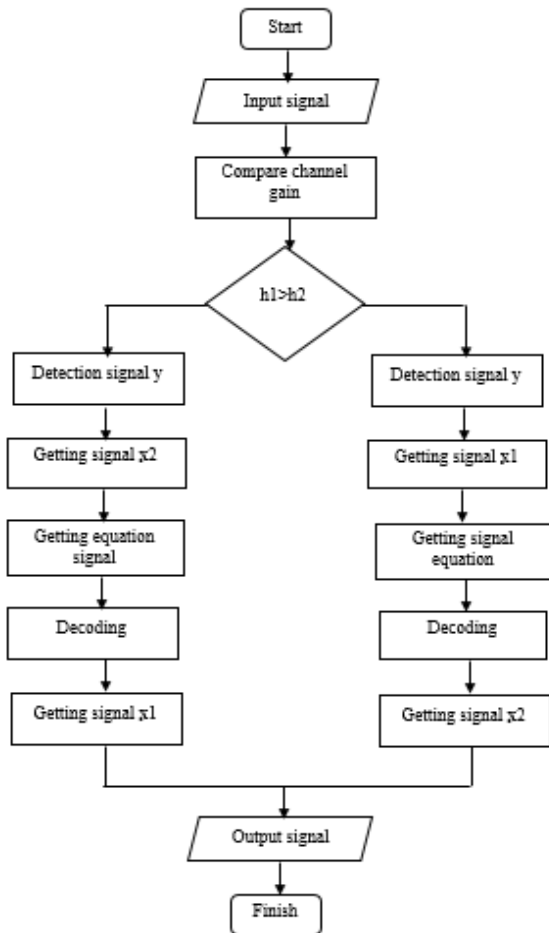 Start
Input signal
Compare channel
gain
h1>h2
Detection signal y
Getting signal x2
Getting equation
signal
Decoding
Getting signal x1
Detection signal y
Getting signal x1
Getting signal
equation
Decoding
Getting signal x2
Output signal
Finish